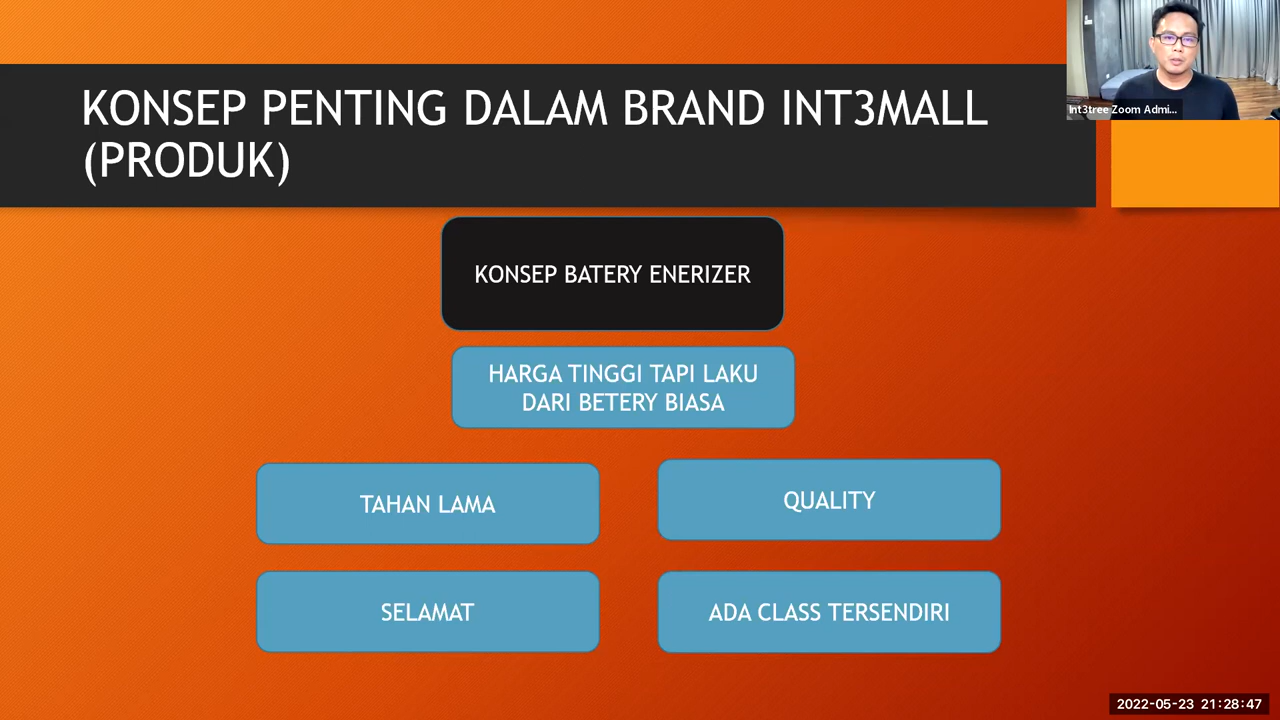 KONSEP PENTING DALAM BRAND INT3MALL
(PRODUK)
Int3tree Zoom Admi...
KONSEP BATERY ENERIZER
HARGA TINGGI TAPI LAKU
DARI BETERY BIASA
TAHAN LAMA
QUALITY
SELAMAT
ADA CLASS TERSENDIRI
2022-05-23 21:28:47